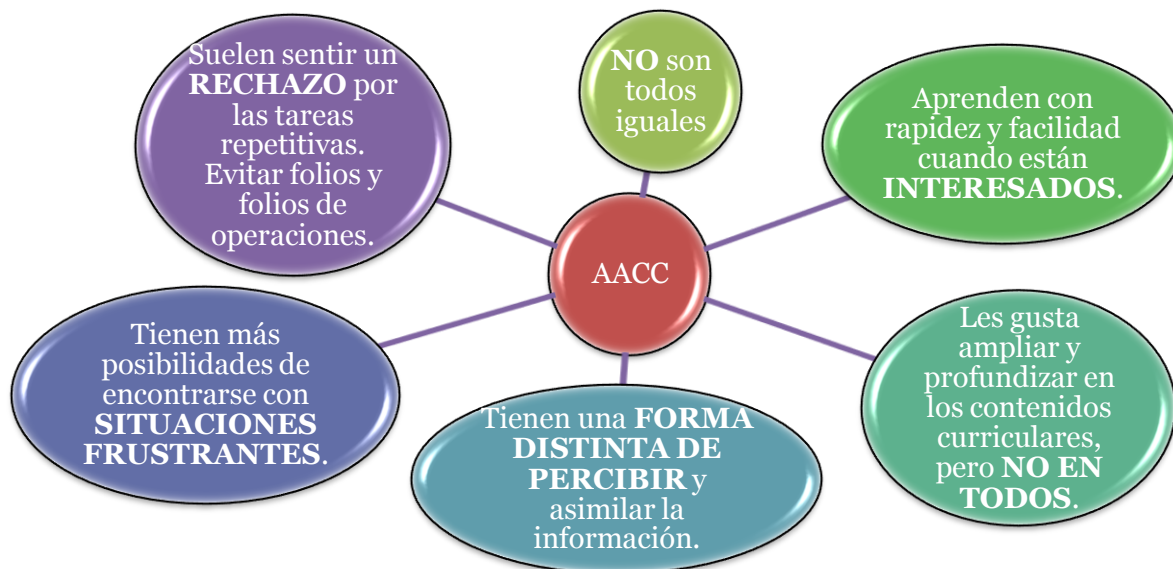 Suelen sentir un
RECHAZO por
las tareas
repetitivas.
Evitar folios y
folios de
operaciones.
NO son
todos
iguales
Aprenden con
rapidez y facilidad
cuando están
INTERESADOS.
AACC
Tienen más
posibilidades de
encontrarse con
SITUACIONES
FRUSTRANTES.
Tienen una FORMA
DISTINTA DE
PERCIBIR y
asimilar la
información.
Les gusta
ampliar y
profundizar en
los contenidos
curriculares,
pero NO EN
TODOS.